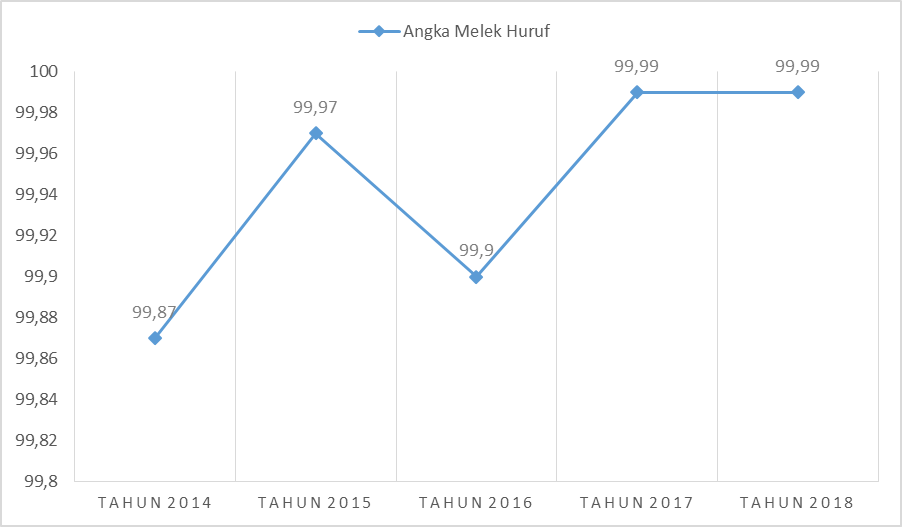 Angka Melek Huruf
100
99,98
99,96
99,94
99,92
99,9
99,88
99,86
99,84
99,82
99,8
99,87
99,97
99,9
99,99
99,99
TAHUN 2014
TAHUN 2015
TAHUN 2016
TAHUN 2017
TAHUN 2018